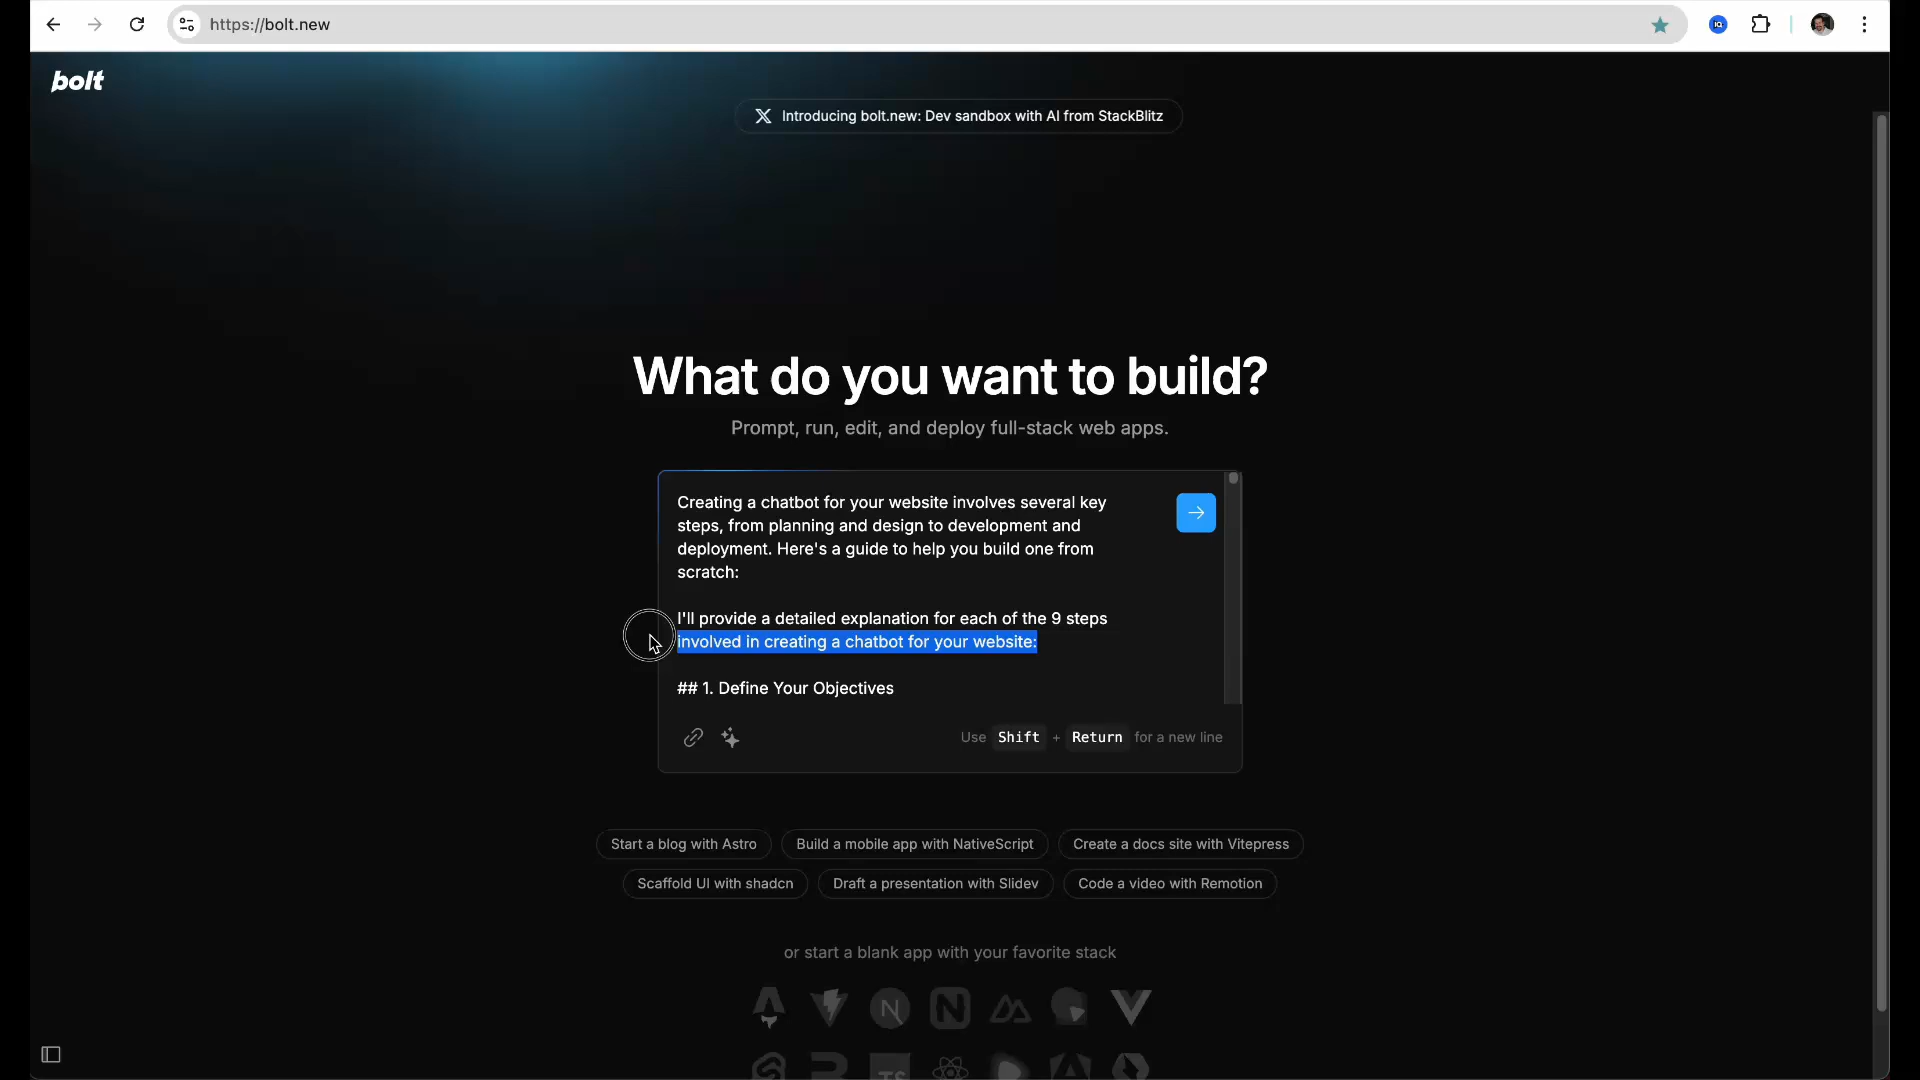 https://bolt.new
bolt
Introducing bolt.new: Dev sandbox with AI from StackBlitz
What do you want to build?
Prompt, run, edit, and deploy full-stack web apps.
Creating a chatbot for your website involves several key
steps, from planning and design to development and
deployment. Here's a guide to help you build one from
scratch:
I'll provide a detailed explanation for each of the 9 steps
involved in creating a chatbot for your website:
## 1. Define Your Objectives
Use Shift + Return for a new line
Start a blog with Astro
Build a mobile app with NativeScript
Create a docs site with Vitepress
Scaffold UI with shadcn
Draft a presentation with Slidev
Code a video with Remotion
or start a blank app with your favorite stack
TS